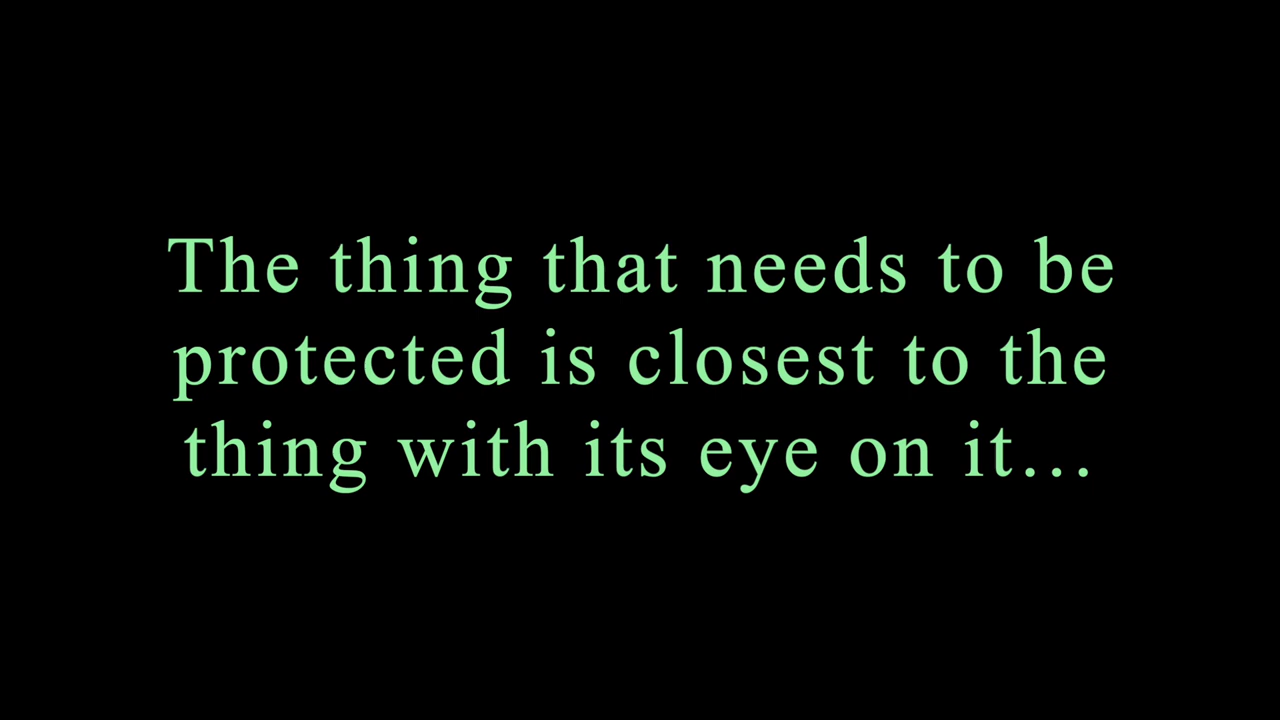 The thing that needs to be
protected is closest to the
thing with its eye on it...